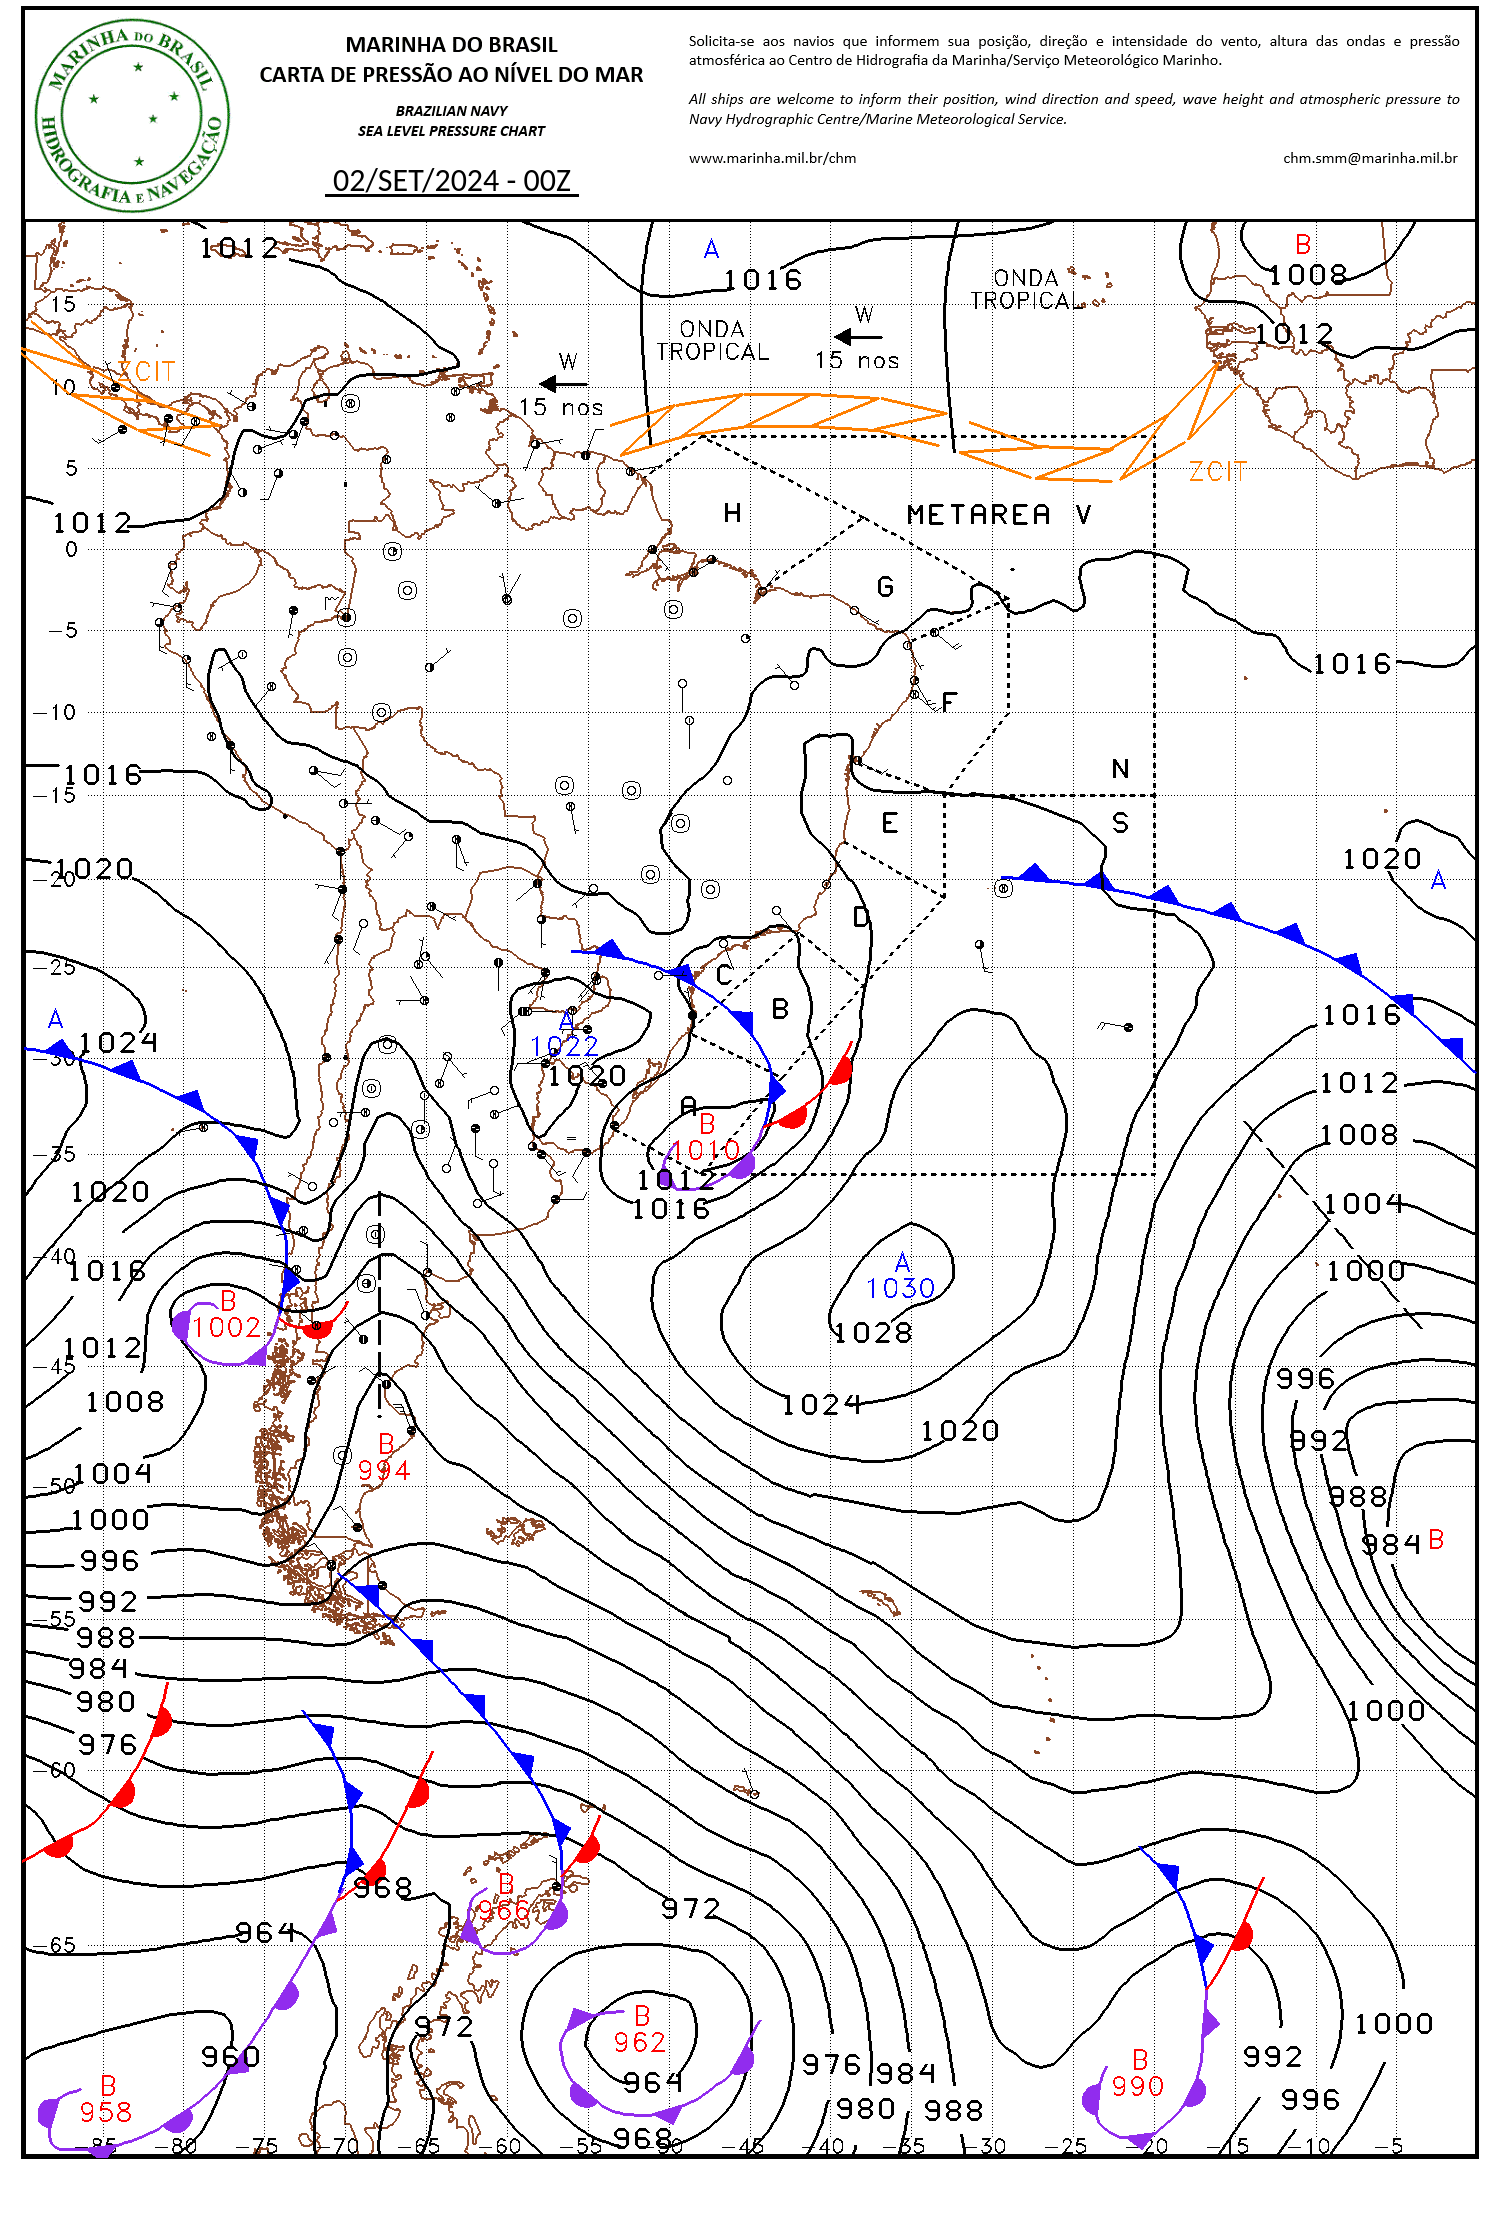 MARINHA DO BRASIL
HIDROGRAFIA E NAVEGAÇÃO
MARINHA DO BRASIL
CARTA DE PRESSÃO AO NÍVEL DO MAR
BRAZILIAN NAVY
SEA LEVEL PRESSURE CHART
02/SET/2024 - 00Z
Solicita-se aos navios que informem sua posição, direção e intensidade do vento, altura das ondas e pressão
atmosférica ao Centro de Hidrografia da Marinha/Serviço Meteorológico Marinho.
All ships are welcome to inform their position, wind direction and speed, wave height and atmospheric pressure to
Navy Hydrographic Centre/Marine Meteorological Service.
www.marinha.mil.br/chm
chm.smm@marinha.mil.br
1012
A
1016
ONDA
TROPICAL
B
1008
15
ONDA
TROPICAL
W
15 nos
1012
ZCIT
10
W
15 nos
5
ZCIT
1012
H
METAREA V
0
G
-5
1016
-10
F
1016
N
-15
E
S
1020
1020
-20
A
D
-25
C
B
A
1024
A
1022
1016
-30
1020
1012
A
B
1010
1008
-35
1020
1012
1016
1004
-40
1016
A
1030
1000
B
1002
1028
1012
-45
996
1008
1024
1020
B
994
992
1004
-50
988
1000
984
B
996
992
-55
988
984
980
1000
976
-60
968
B
966
972
964
-65
972
B
962
1000
960
976
984
992
B
990
B
958
964
980
988
996
968
-85
-80
-75
-70
-65
-60
-55
-50
-45
-40
-35
-30
-25
-20
-15
-10
-5